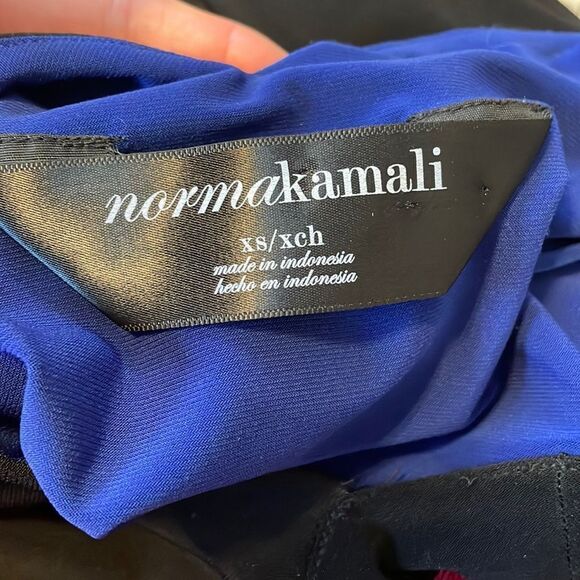 normakamali
xs/xch
made in indonesia
hecho en indonesia